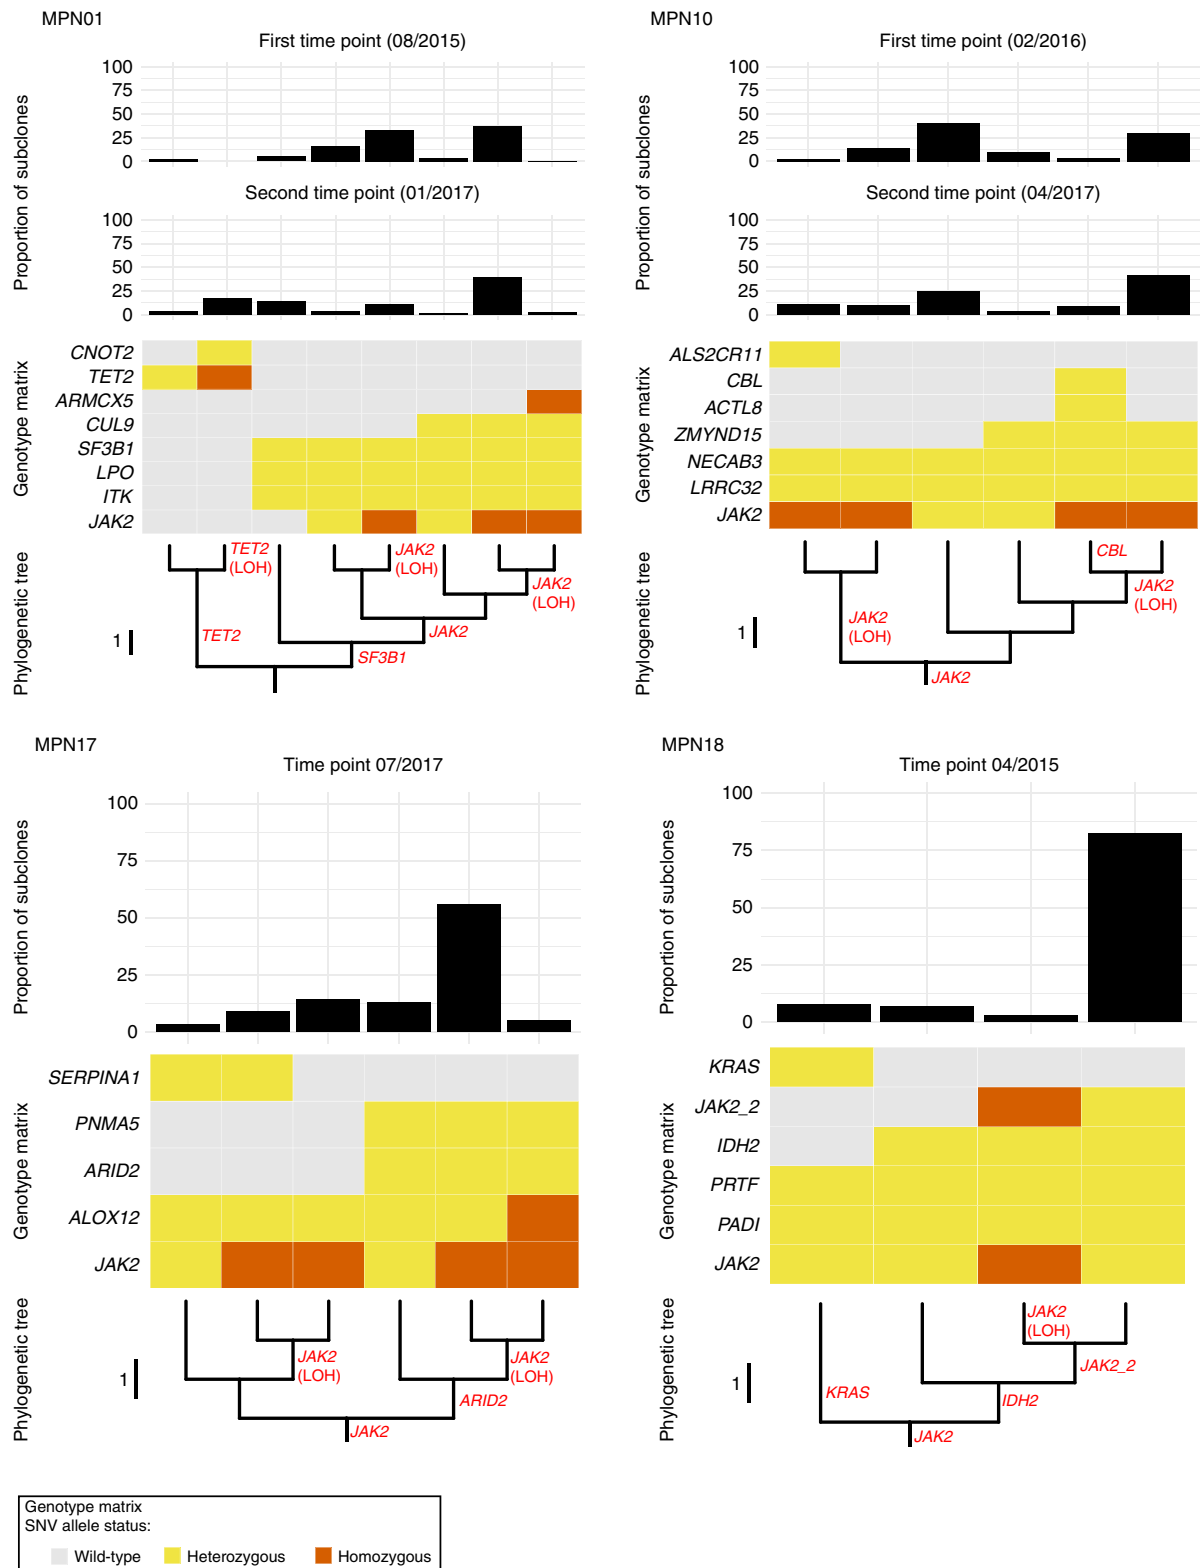 MPN01
First time point (08/2015)
Proportion of subclones
100
75
50
25
0
Second time point (01/2017)
Proportion of subclones
100
75
50
25
0
Genotype matrix
CNOT2
TET2
ARMCX5
CUL9
SF3B1
LPO
ITK
JAK2
Phylogenetic tree
1
TET2
(LOH)
JAK2
(LOH)
JAK2
(LOH)
TET2
JAK2
SF3B1
MPN10
First time point (02/2016)
Proportion of subclones
100
75
50
25
0
Second time point (04/2017)
Proportion of subclones
100
75
50
25
0
Genotype matrix
ALS2CR11
CBL
ACTL8
ZMYND15
NECAB3
LRRC32
JAK2
Phylogenetic tree
1
CBL
JAK2
(LOH)
JAK2
(LOH)
JAK2
MPN17
Time point 07/2017
Proportion of subclones
100
75
50
25
0
Genotype matrix
SERPINA1
PNMA5
ARID2
ALOX12
JAK2
Phylogenetic tree
1
JAK2
(LOH)
JAK2
(LOH)
ARID2
JAK2
MPN18
Time point 04/2015
Proportion of subclones
100
75
50
25
0
Genotype matrix
KRAS
JAK2_2
IDH2
PRTF
PADI
JAK2
Phylogenetic tree
1
JAK2
(LOH)
JAK2_2
KRAS
IDH2
JAK2
Genotype matrix
SNV allele status:
Wild-type
Heterozygous
Homozygous